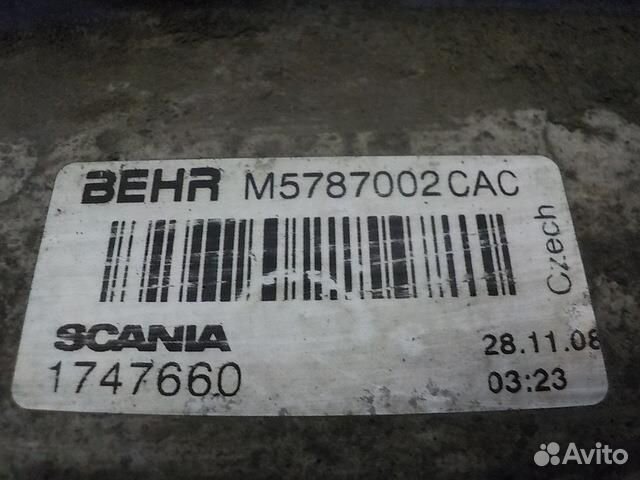 BEHR M5787002CAC
Czech
SCANIA
1747660
28.11.08
03:23
Avito